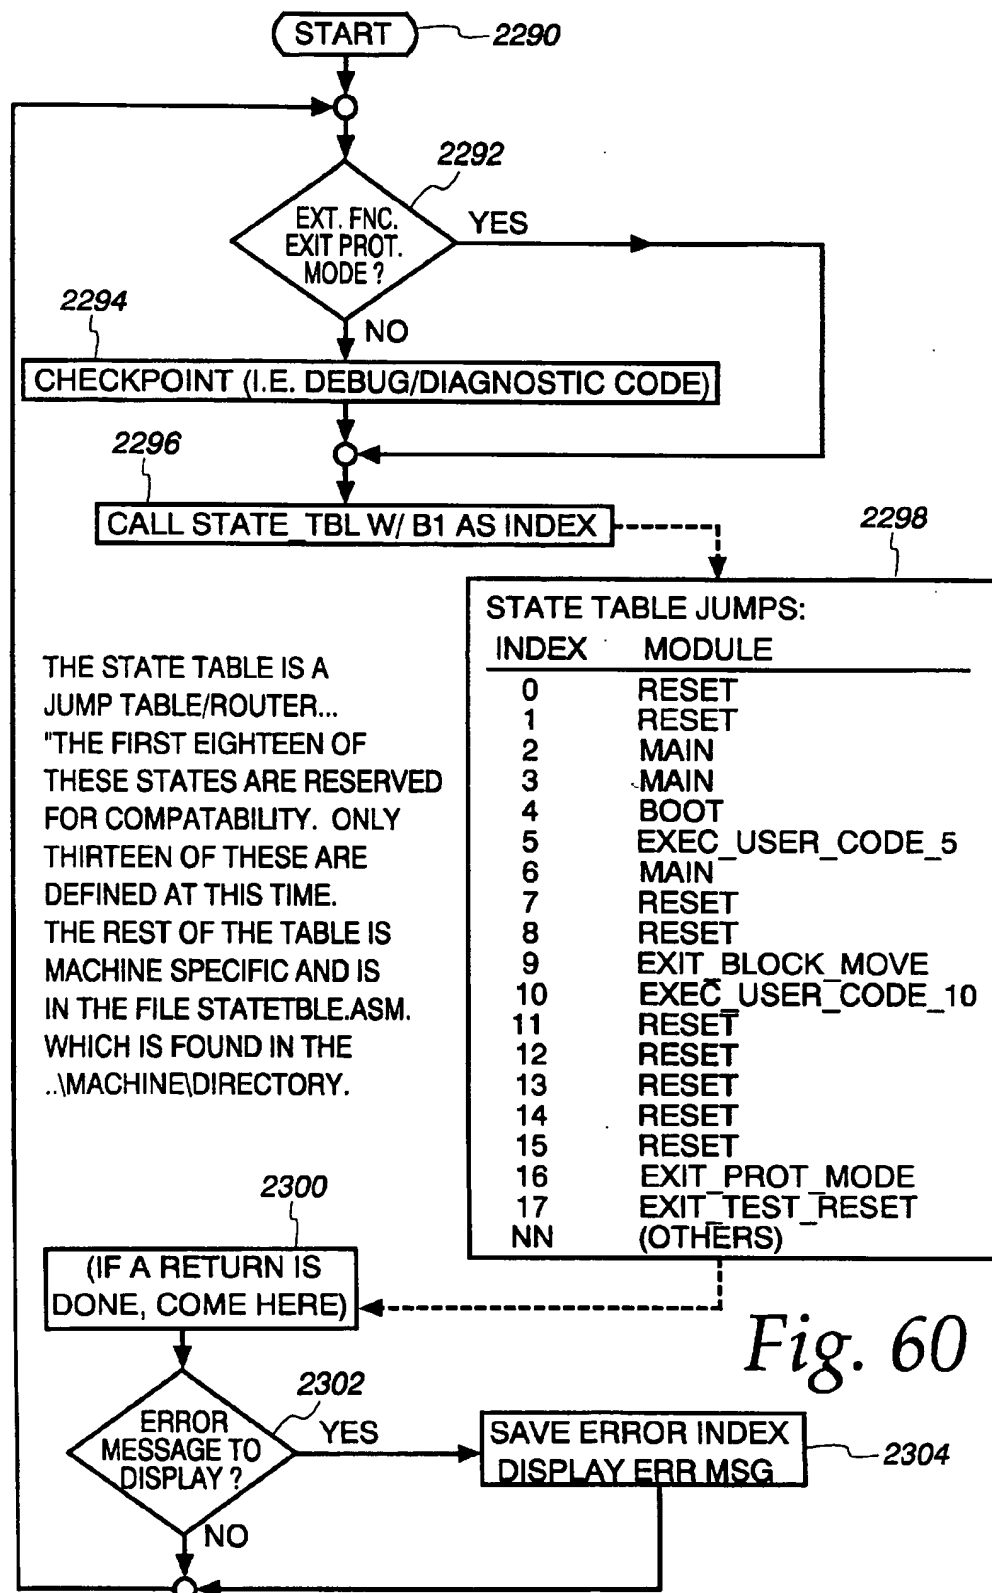 START
2290
2292
EXT. FNC.
EXIT PROT.
MODE ?
YES
NO
2294
CHECKPOINT (I.E. DEBUG/DIAGNOSTIC CODE)
2296
CALL STATE_TBL W/ B1 AS INDEX
2298
STATE TABLE JUMPS:
INDEX MODULE
0 RESET
1 RESET
2 MAIN
3 MAIN
4 BOOT
5 EXEC_USER_CODE_5
6 MAIN
7 RESET
8 RESET
9 EXIT_BLOCK_MOVE
10 EXEC_USER_CODE_10
11 RESET
12 RESET
13 RESET
14 RESET
15 RESET
16 EXIT_PROT_MODE
17 EXIT_TEST_RESET
NN (OTHERS)
THE STATE TABLE IS A
JUMP TABLE/ROUTER...
"THE FIRST EIGHTEEN OF
THESE STATES ARE RESERVED
FOR COMPATABILITY. ONLY
THIRTEEN OF THESE ARE
DEFINED AT THIS TIME.
THE REST OF THE TABLE IS
MACHINE SPECIFIC AND IS
IN THE FILE STATETBLE.ASM.
WHICH IS FOUND IN THE
..\MACHINE\DIRECTORY.
2300
(IF A RETURN IS
DONE, COME HERE)
2302
ERROR
MESSAGE TO
DISPLAY ?
YES
NO
SAVE ERROR INDEX
DISPLAY ERR MSG
2304
Fig. 60